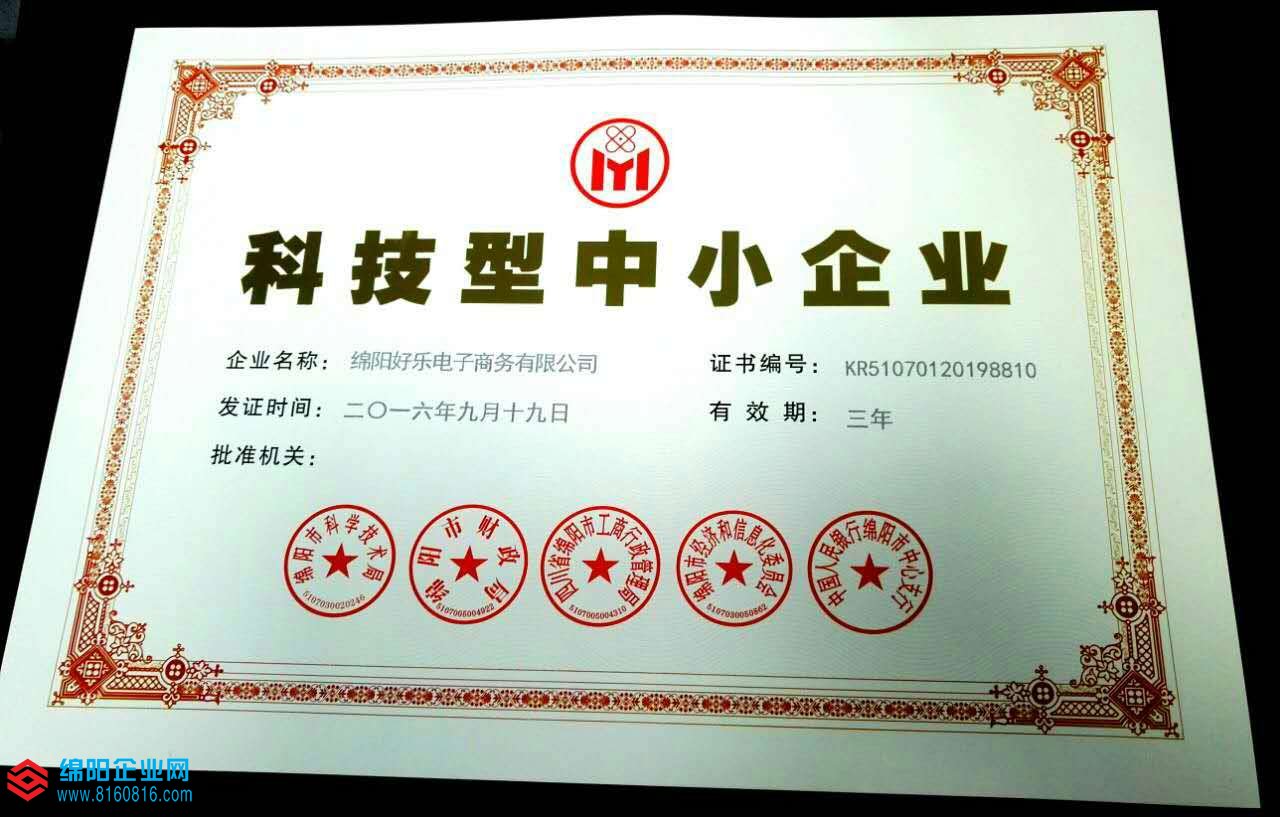 科技型中小企业
企业名称： 绵阳好乐电子商务有限公司
证书编号： KR51070120198810
发证时间： 二〇一六年九月十九日
有 效 期： 三年
批准机关：
绵阳市科学技术局
5107030020246
绵阳市财政局
5107005004922
四川省绵阳市工商行政管理局
5107005004310
绵阳市经济和信息化委员会
5107030050862
中国人民银行绵阳市中心支行
绵阳企业网
www.8160816.com